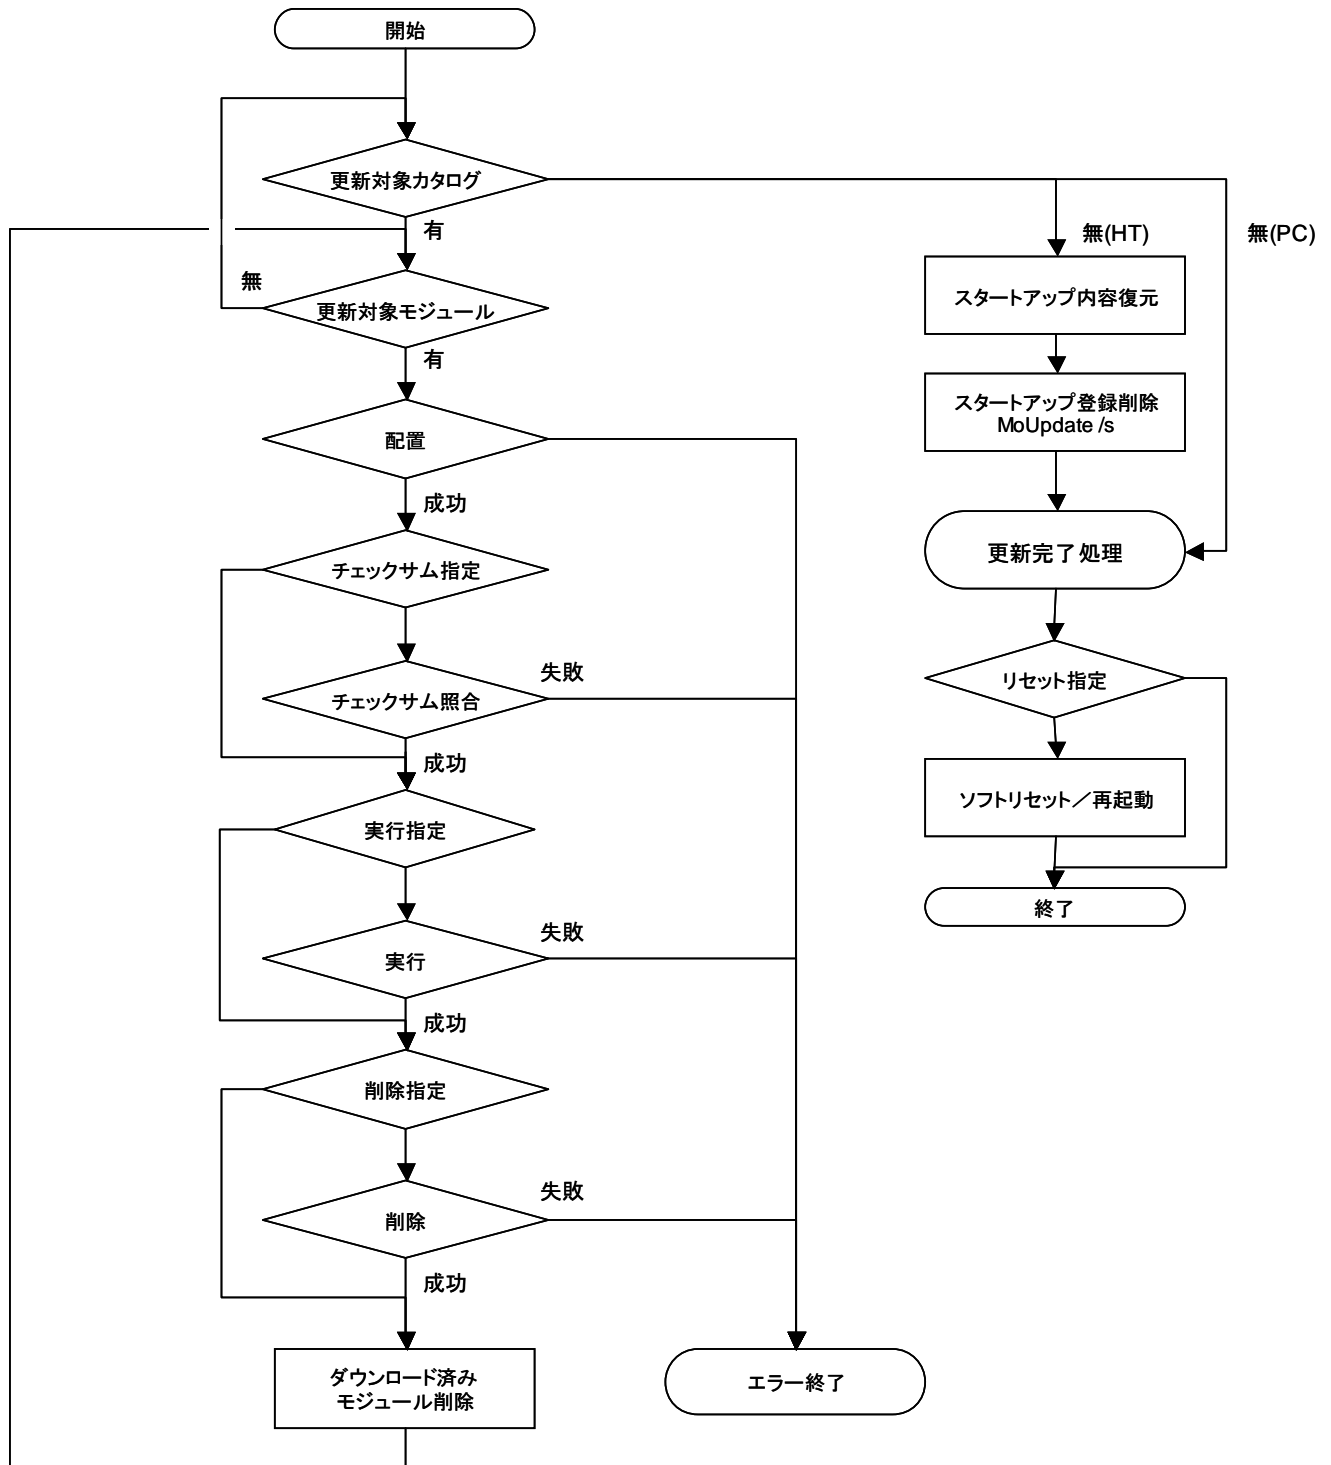 開始
更新対象カタログ
有
無(HT)
無(PC)
無
更新対象モジュール
有
スタートアップ内容復元
スタートアップ登録削除
MoUpdate /s
配置
成功
更新完了処理
チェックサム指定
失敗
チェックサム照合
リセット指定
成功
実行指定
ソフトリセット／再起動
失敗
実行
終了
成功
削除指定
失敗
削除
成功
ダウンロード済み
モジュール削除
エラー終了